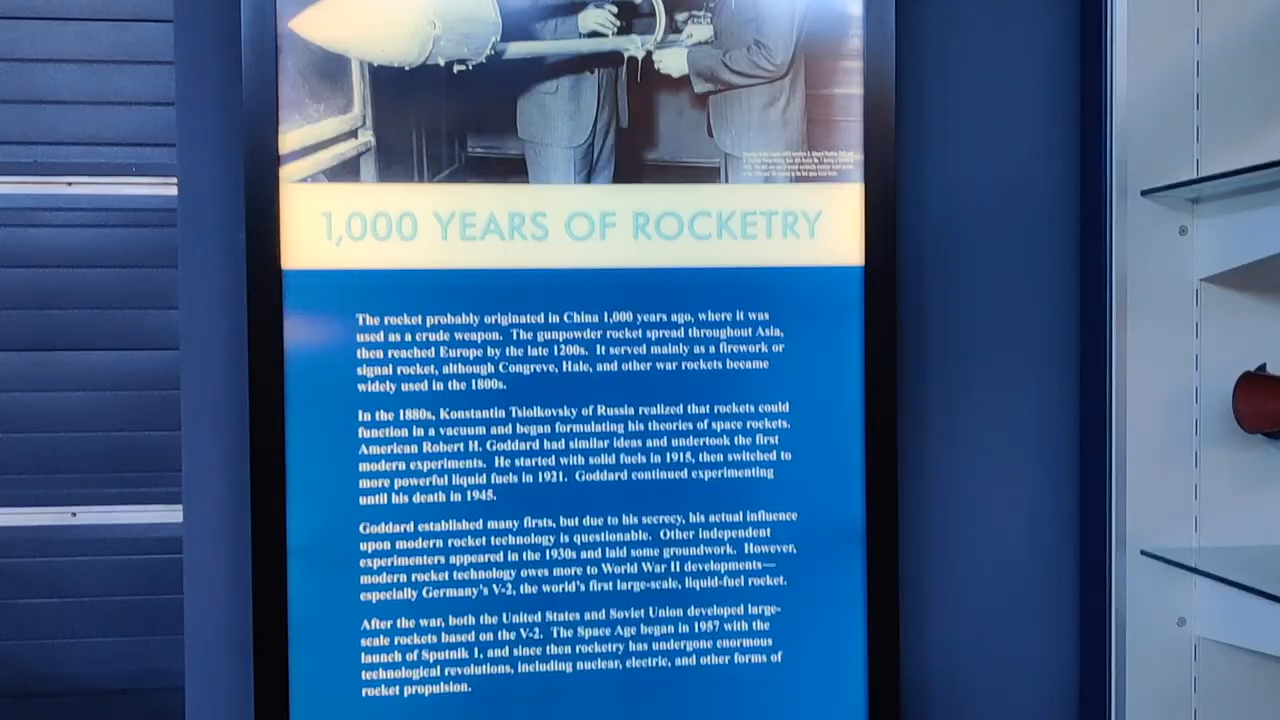 1,000 YEARS OF ROCKETRY
The rocket probably originated in China 1,000 years ago, where it was
used as a crude weapon. The gunpowder rocket spread throughout Asia,
then reached Europe by the late 1200s. It served mainly as a firework or
signal rocket, although Congreve, Hale, and other war rockets became
widely used in the 1800s.
In the 1880s, Konstantin Tsiolkovsky of Russia realized that rockets could
function in a vacuum and began formulating his theories of space rockets.
American Robert H. Goddard had similar ideas and undertook the first
modern experiments. He started with solid fuels in 1915, then switched to
more powerful liquid fuels in 1921. Goddard continued experimenting
until his death in 1945.
Goddard established many firsts, but due to his secrecy, his actual influence
upon modern rocket technology is questionable. Other independent
experimenters appeared in the 1930s and laid some groundwork. However,
modern rocket technology owes more to World War II developments—
especially Germany's V-2, the world's first large-scale, liquid-fuel rocket.
After the war, both the United States and Soviet Union developed large-
scale rockets based on the V-2. The Space Age began in 1957 with the
launch of Sputnik 1, and since then rocketry has undergone enormous
technological revolutions, including nuclear, electric, and other forms of
rocket propulsion.